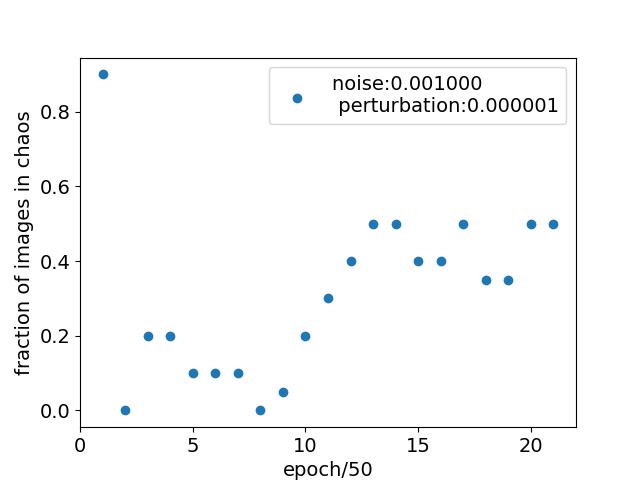 noise:0.001000
perturbation:0.000001
fraction of images in chaos
0.8
0.6
0.4
0.2
0.0
0 5 10 15 20
epoch/50